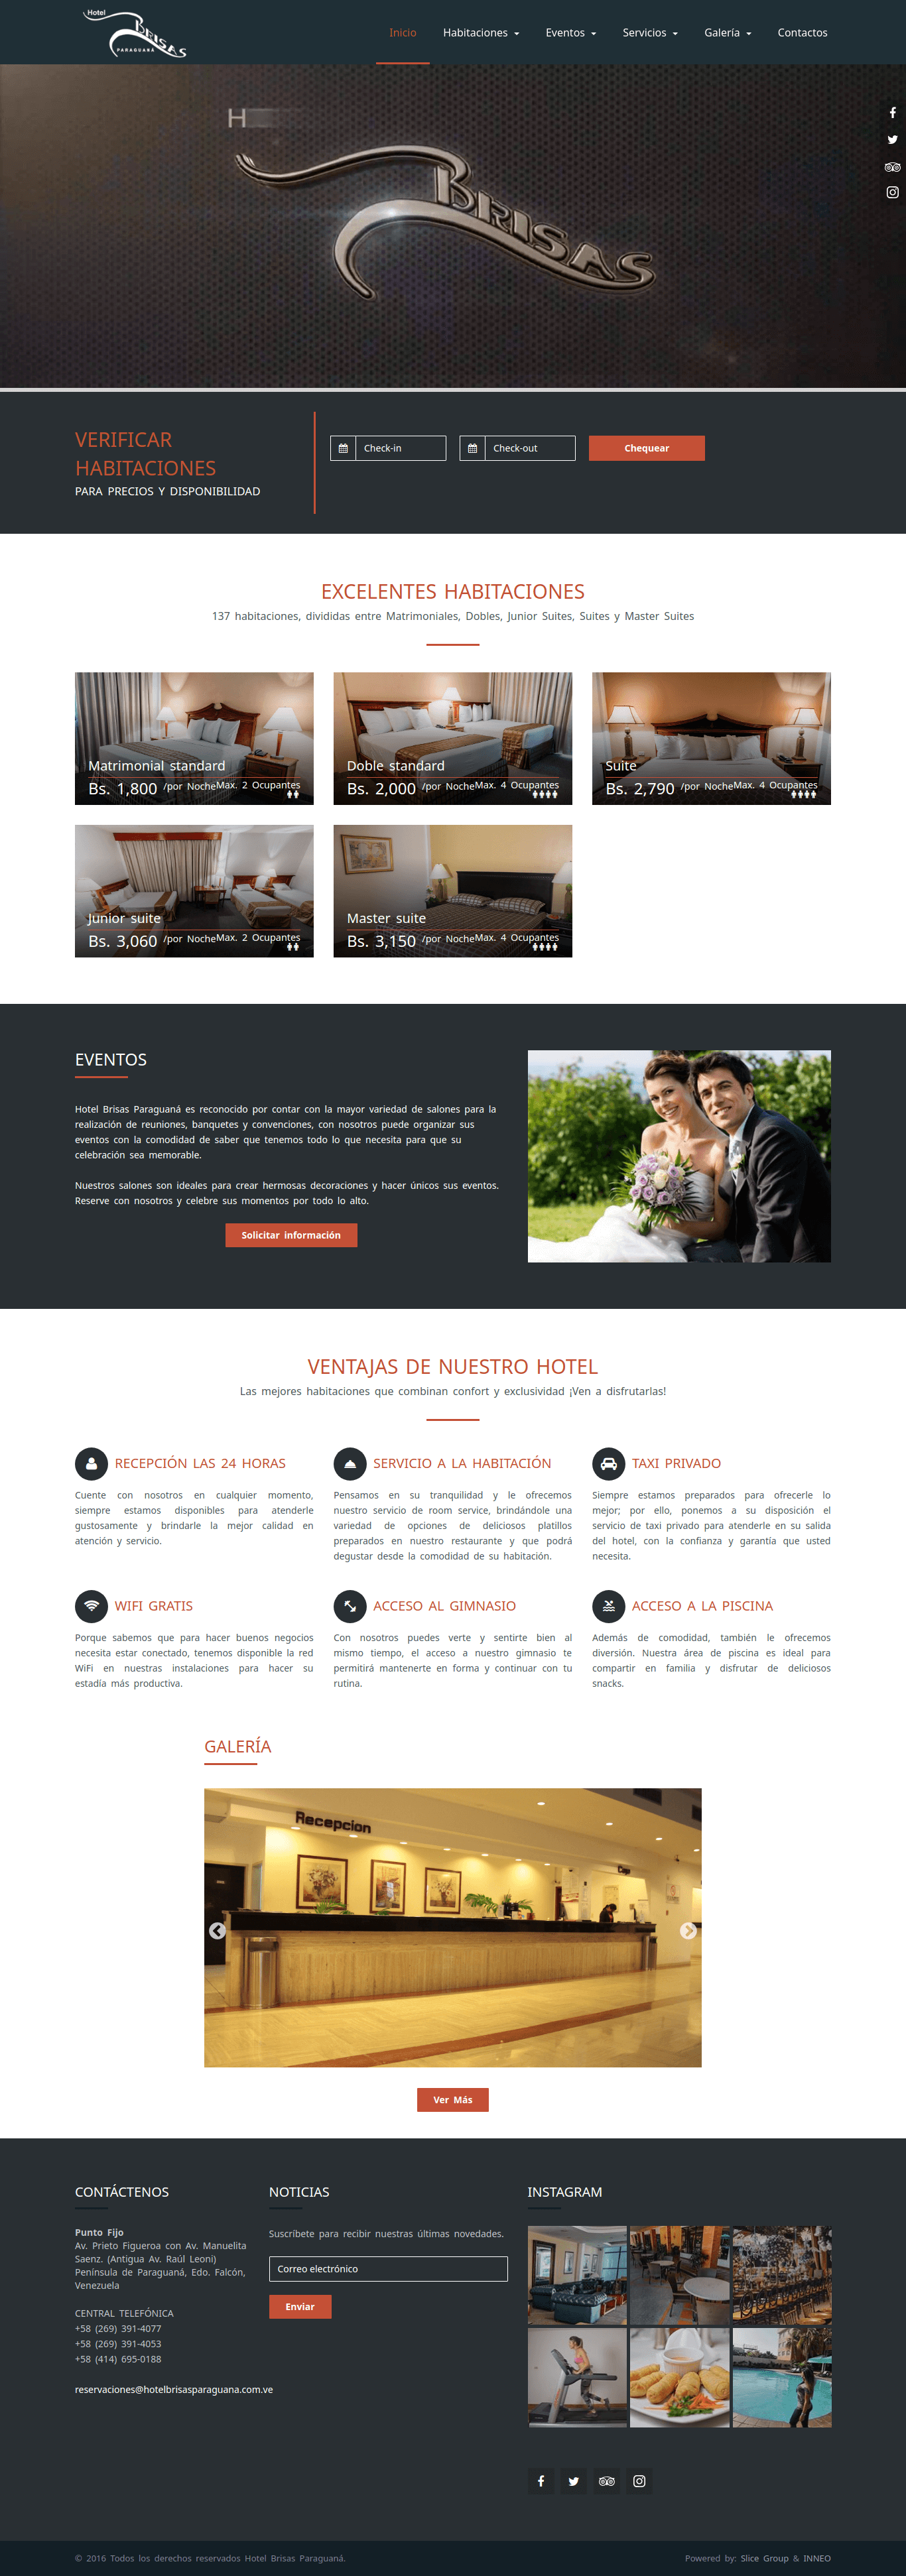 Hotel
BRISAS
PARAGUANÁ
Inicio
Habitaciones
Eventos
Servicios
Galería
Contactos
H
BRISAS
VERIFICAR
HABITACIONES
PARA PRECIOS Y DISPONIBILIDAD
Check-in
Check-out
Chequear
EXCELENTES HABITACIONES
137 habitaciones, divididas entre Matrimoniales, Dobles, Junior Suites, Suites y Master Suites
Matrimonial standard
Bs. 1,800 /por Noche Max. 2 Ocupantes
Doble standard
Bs. 2,000 /por Noche Max. 4 Ocupantes
Suite
Bs. 2,790 /por Noche Max. 4 Ocupantes
Junior suite
Bs. 3,060 /por Noche Max. 2 Ocupantes
Master suite
Bs. 3,150 /por Noche Max. 4 Ocupantes
EVENTOS
Hotel Brisas Paraguaná es reconocido por contar con la mayor variedad de salones para la
realización de reuniones, banquetes y convenciones, con nosotros puede organizar sus
eventos con la comodidad de saber que tenemos todo lo que necesita para que su
celebración sea memorable.
Nuestros salones son ideales para crear hermosas decoraciones y hacer únicos sus eventos.
Reserve con nosotros y celebre sus momentos por todo lo alto.
Solicitar información
VENTAJAS DE NUESTRO HOTEL
Las mejores habitaciones que combinan confort y exclusividad ¡Ven a disfrutarlas!
RECEPCIÓN LAS 24 HORAS
Cuente con nosotros en cualquier momento,
siempre estamos disponibles para atenderle
gustosamente y brindarle la mejor calidad en
atención y servicio.
SERVICIO A LA HABITACIÓN
Pensamos en su tranquilidad y le ofrecemos
nuestro servicio de room service, brindándole una
variedad de opciones de deliciosos platillos
preparados en nuestro restaurante y que podrá
degustar desde la comodidad de su habitación.
TAXI PRIVADO
Siempre estamos preparados para ofrecerle lo
mejor; por ello, ponemos a su disposición el
servicio de taxi privado para atenderle en su salida
del hotel, con la confianza y garantía que usted
necesita.
WIFI GRATIS
Porque sabemos que para hacer buenos negocios
necesita estar conectado, tenemos disponible la red
WiFi en nuestras instalaciones para hacer su
estadía más productiva.
ACCESO AL GIMNASIO
Con nosotros puedes verte y sentirte bien al
mismo tiempo, el acceso a nuestro gimnasio te
permitirá mantenerte en forma y continuar con tu
rutina.
ACCESO A LA PISCINA
Además de comodidad, también le ofrecemos
diversión. Nuestra área de piscina es ideal para
compartir en familia y disfrutar de deliciosos
snacks.
GALERÍA
Recepcion
Caja
Ver Más
CONTÁCTENOS
Punto Fijo
Av. Prieto Figueroa con Av. Manuelita
Saenz. (Antigua Av. Raúl Leoni)
Península de Paraguaná, Edo. Falcón,
Venezuela
CENTRAL TELEFÓNICA
+58 (269) 391-4077
+58 (269) 391-4053
+58 (414) 695-0188
reservaciones@hotelbrisasparaguana.com.ve
NOTICIAS
Suscríbete para recibir nuestras últimas novedades.
Correo electrónico
Enviar
INSTAGRAM
© 2016 Todos los derechos reservados Hotel Brisas Paraguaná.
Powered by: Slice Group & INNEO